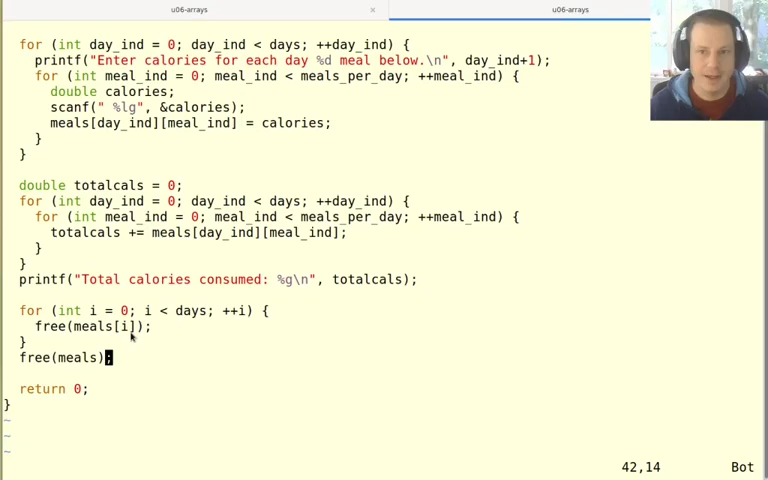 u06-arrays × u06-arrays
for (int day_ind = 0; day_ind < days; ++day_ind) {
printf("Enter calories for each day %d meal below.\n", day_ind+1);
for (int meal_ind = 0; meal_ind < meals_per_day; ++meal_ind) {
double calories;
scanf(" %lg", &calories);
meals[day_ind][meal_ind] = calories;
}
}
double totalcals = 0;
for (int day_ind = 0; day_ind < days; ++day_ind) {
for (int meal_ind = 0; meal_ind < meals_per_day; ++meal_ind) {
totalcals += meals[day_ind][meal_ind];
}
}
printf("Total calories consumed: %g\n", totalcals);
for (int i = 0; i < days; ++i) {
free(meals[i]);
}
free(meals);
return 0;
}
~
~
~
42,14 Bot